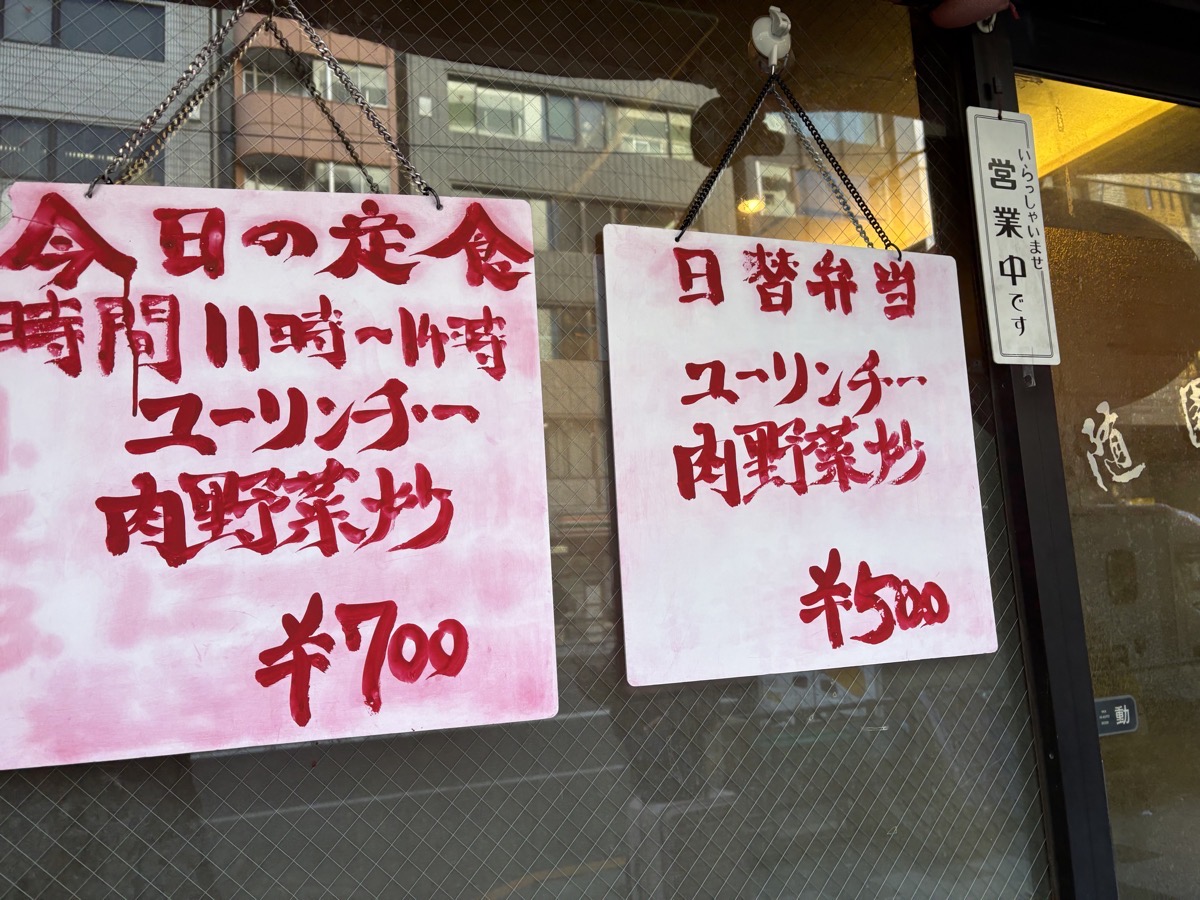 今日の定食
時間11時〜14時
ユーリンチー
肉野菜炒
¥700
日替弁当
ユーリンチー
肉野菜炒
¥500
いらっしゃいませ
営業中です
随
動